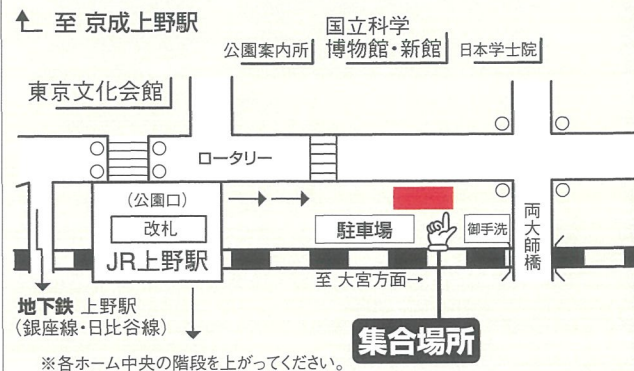 至 京成上野駅
国立科学
博物館・新館
公園案内所
日本学士院
東京文化会館
ロータリー
(公園口)
改札
JR上野駅
駐車場
御手洗
両大師橋
至 大宮方面→
地下鉄 上野駅
(銀座線・日比谷線)
集合場所
※各ホーム中央の階段を上がってください。